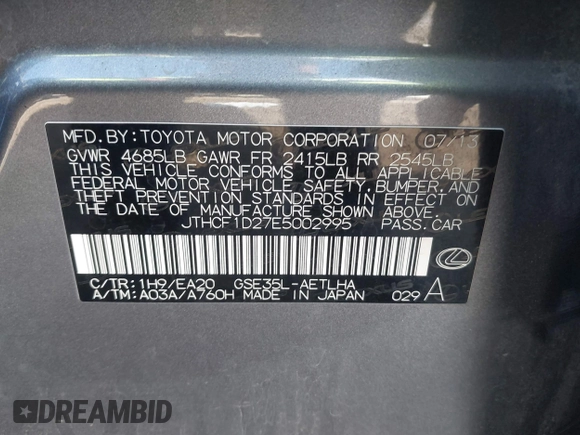 MFD.BY:TOYOTA MOTOR CORPORATION 07/13
GVWR 4685LB GAWR FR 2415LB RR 2545LB
THIS VEHICLE CONFORMS TO ALL APPLICABLE
FEDERAL MOTOR VEHICLE SAFETY,BUMPER,AND
THEFT PREVENTION STANDARDS IN EFFECT ON
THE DATE OF MANUFACTURE SHOWN ABOVE.
JTHCF1D27E5002995 PASS.CAR
C/TR:1H9/EA20 GSE35L-AETLHA
A/TM:A03A/A760H MADE IN JAPAN 029 A
DREAMBID